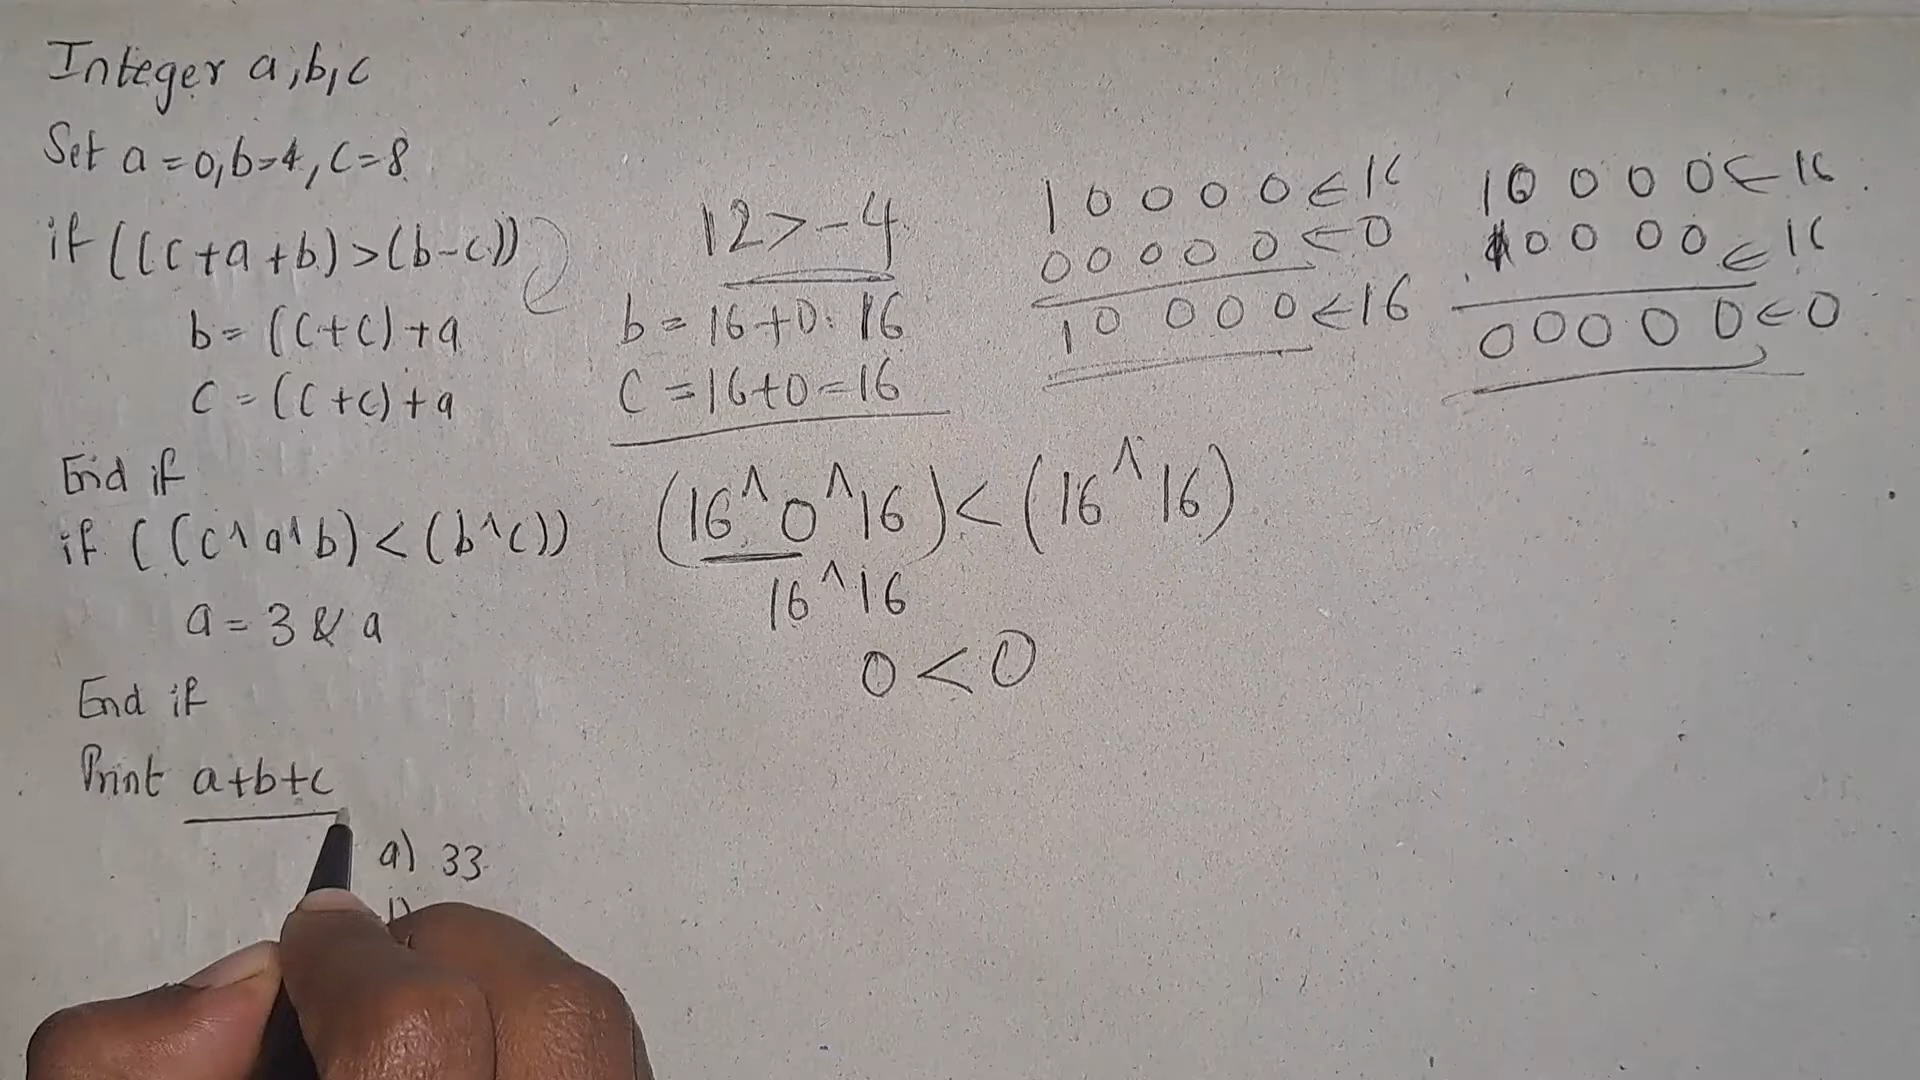 Integer a,b,c
Set a=0,b=4,c=8
if ((c+a+b)>(b-c))
b=(c+c)+a
c=(c+c)+a
End if
if ((c^a^b)<(b^c))
a=3&a
End if
Print a+b+c
a) 33
12>-4
b=16+0=16
c=16+0=16
(16^0^16)<(16^16)
16^16
0<0
10000←16
00000←0
10000←16
10000←16
10000←16
00000←0